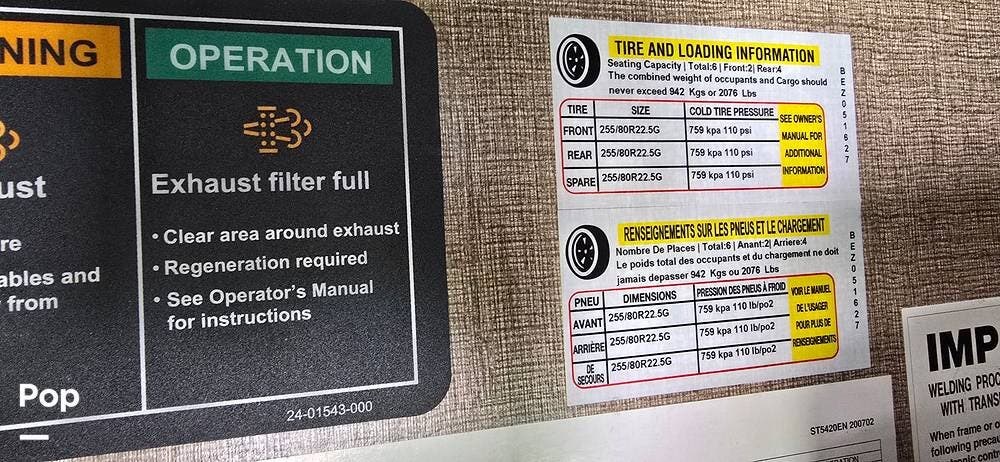 NING
ust
re
ables and
from
OPERATION
Exhaust filter full
• Clear area around exhaust
• Regeneration required
• See Operator's Manual
for instructions
24-01543-000
Pop
TIRE AND LOADING INFORMATION
Seating Capacity | Total:6 | Front:2| Rear:4
The combined weight of occupants and Cargo should
never exceed 942 Kgs or 2076 Lbs
TIRE SIZE COLD TIRE PRESSURE
FRONT 255/80R22.5G 759 kpa 110 psi
REAR 255/80R22.5G 759 kpa 110 psi
SPARE 255/80R22.5G 759 kpa 110 psi
SEE OWNER'S
MANUAL FOR
ADDITIONAL
INFORMATION
BEZ051627
RENSEIGNEMENTS SUR LES PNEUS ET LE CHARGEMENT
Nombre De Places | Total:6 | Anant:2| Arriere:4
Le poids total des occupants et du chargement ne doit
jamais depasser 942 Kgs ou 2076 Lbs
PNEU DIMENSIONS PRESSION DES PNEUS À FROID
AVANT 255/80R22.5G 759 kpa 110 lb/po2
ARRIÈRE 255/80R22.5G 759 kpa 110 lb/po2
DE SECOURS 255/80R22.5G 759 kpa 110 lb/po2
VOIR LE MANUEL
DE L'USAGER
POUR PLUS DE
RENSEIGNEMENTS
BEZ051627
ST5420EN 200702
IMP
WELDING PROC
WITH TRANS
When frame or o
following precau